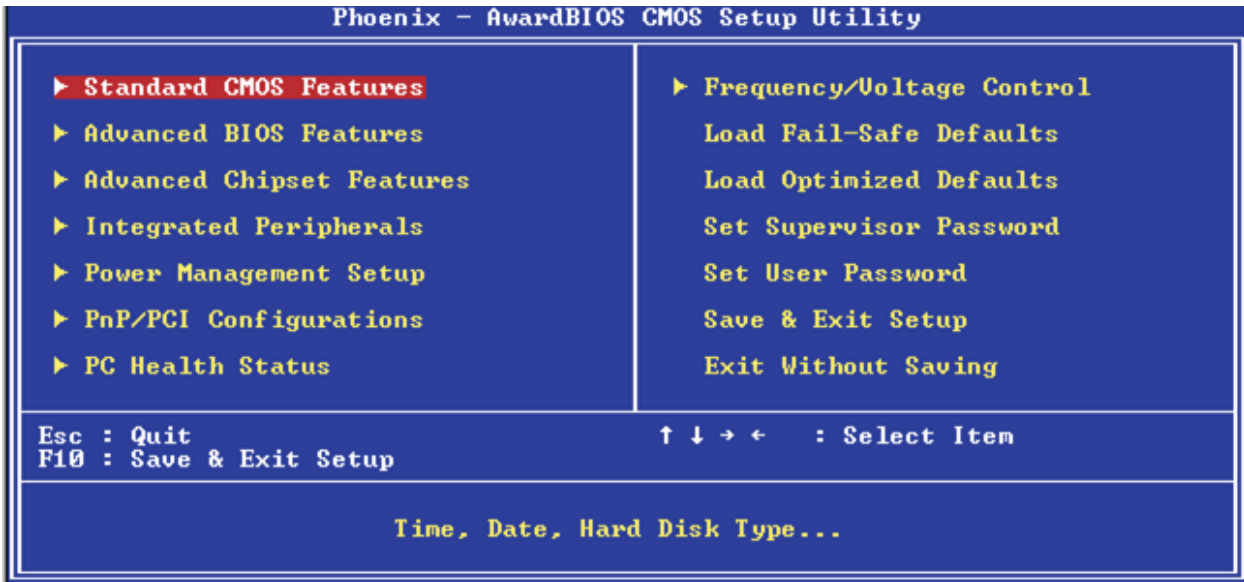 Phoenix - AwardBIOS CMOS Setup Utility
▶ Standard CMOS Features
▶ Advanced BIOS Features
▶ Advanced Chipset Features
▶ Integrated Peripherals
▶ Power Management Setup
▶ PnP/PCI Configurations
▶ PC Health Status
▶ Frequency/Voltage Control
Load Fail-Safe Defaults
Load Optimized Defaults
Set Supervisor Password
Set User Password
Save & Exit Setup
Exit Without Saving
Esc : Quit
F10 : Save & Exit Setup
↑ ↓ → ← : Select Item
Time, Date, Hard Disk Type...